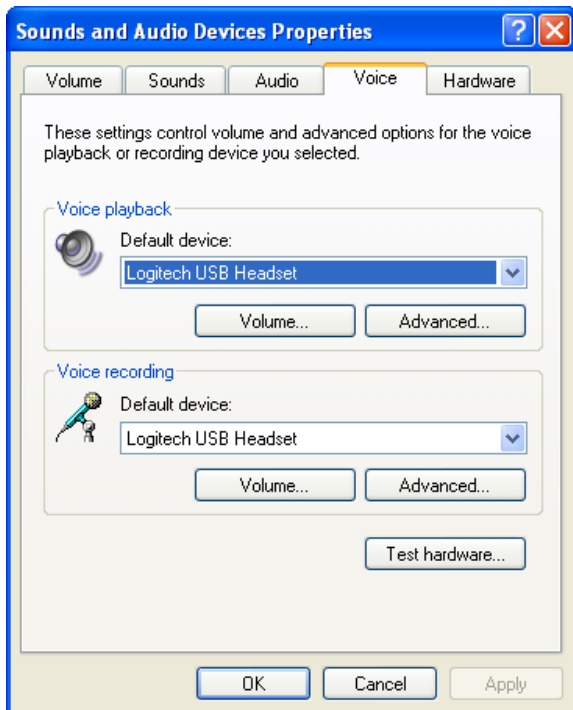 Sounds and Audio Devices Properties
Volume Sounds Audio Voice Hardware
These settings control volume and advanced options for the voice
playback or recording device you selected.
Voice playback
Default device:
Logitech USB Headset
Volume... Advanced...
Voice recording
Default device:
Logitech USB Headset
Volume... Advanced...
Test hardware...
OK Cancel Apply